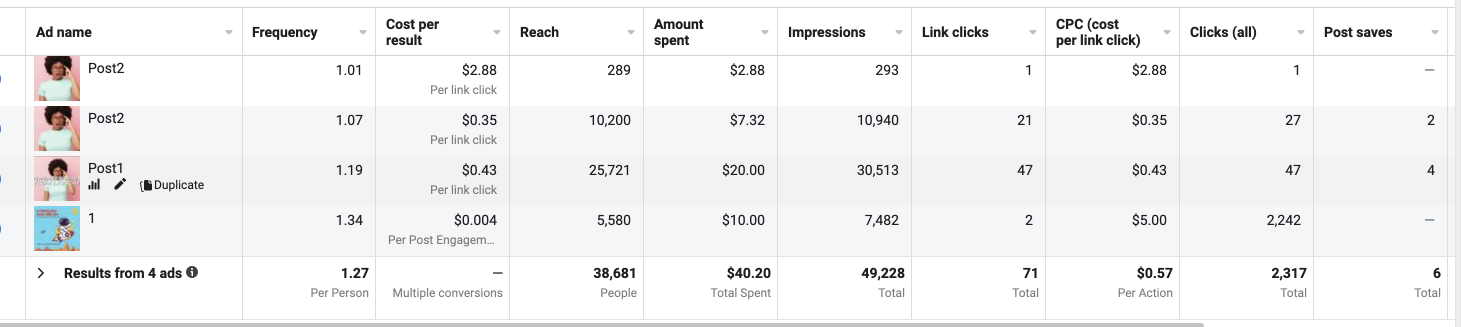 Ad name Frequency Cost per result Reach Amount spent Impressions Link clicks CPC (cost per link click) Clicks (all) Post saves
Post2 1.01 $2.88 289 $2.88 293 1 $2.88 1 —
Per link click
Post2 1.07 $0.35 10,200 $7.32 10,940 21 $0.35 27 2
Per link click
Post1 1.19 $0.43 25,721 $20.00 30,513 47 $0.43 47 4
Duplicate Per link click
1 1.34 $0.004 5,580 $10.00 7,482 2 $5.00 2,242 —
Per Post Engagem...
Results from 4 ads 1.27 — 38,681 $40.20 49,228 71 $0.57 2,317 6
Per Person Multiple conversions People Total Spent Total Total Per Action Total Total